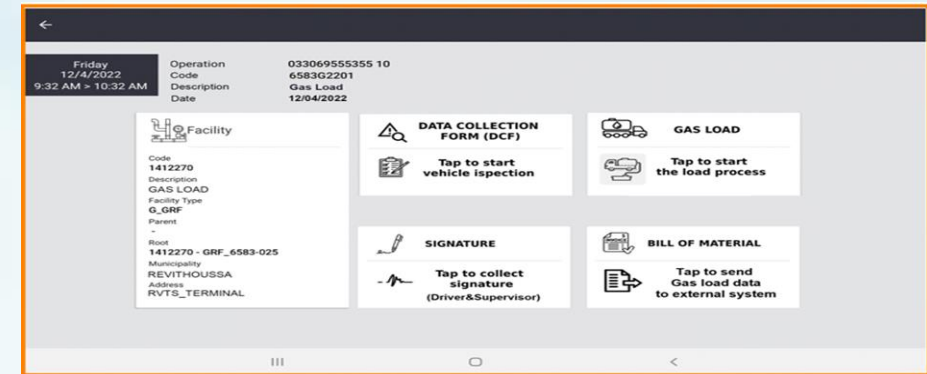 Friday
12/4/2022
9:32 AM > 10:32 AM
Operation 033069555355 10
Code 6583G2201
Description Gas Load
Date 12/04/2022
Facility
Code
1412270
Description
GAS LOAD
Facility Type
G_GRF
Parent
-
Root
1412270 - GRF_6583-025
Municipality
REVITHOUSSA
Address
RVTS_TERMINAL
DATA COLLECTION
FORM (DCF)
Tap to start
vehicle ispection
GAS LOAD
Tap to start
the load process
SIGNATURE
Tap to collect
signature
(Driver&Supervisor)
INVOICE
BILL OF MATERIAL
Tap to send
Gas load data
to external system